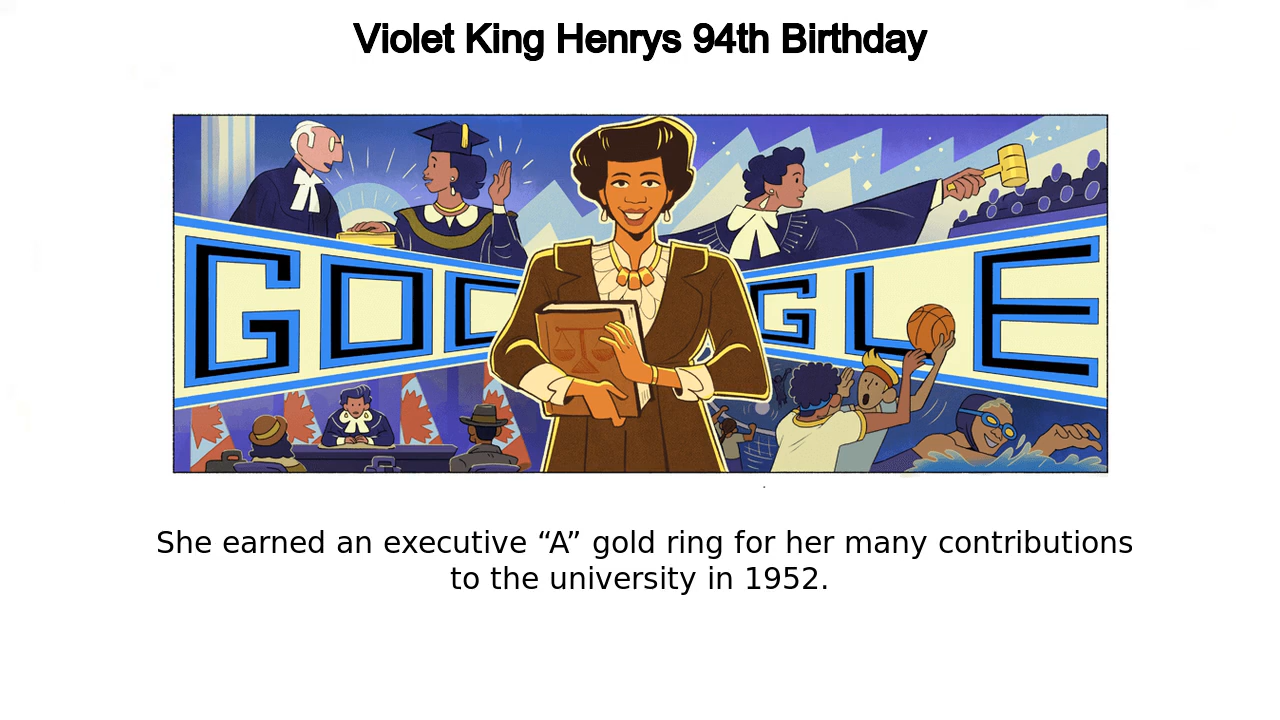 Violet King Henrys 94th Birthday
GOOGLE
She earned an executive “A” gold ring for her many contributions
to the university in 1952.